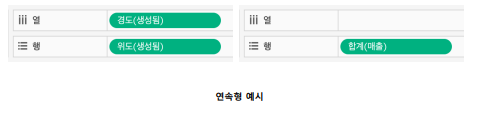 열 경도(생성됨) 열
행 위도(생성됨) 행 합계(매출)
연속형 예시